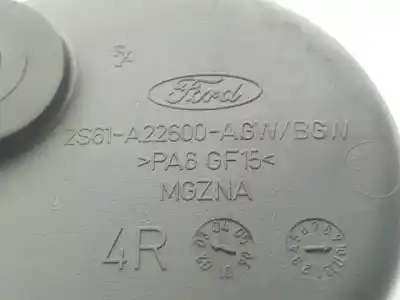 Ford
2S61-A22600-AGW/BGW
>PA6 GF15<
MGZNA
4R